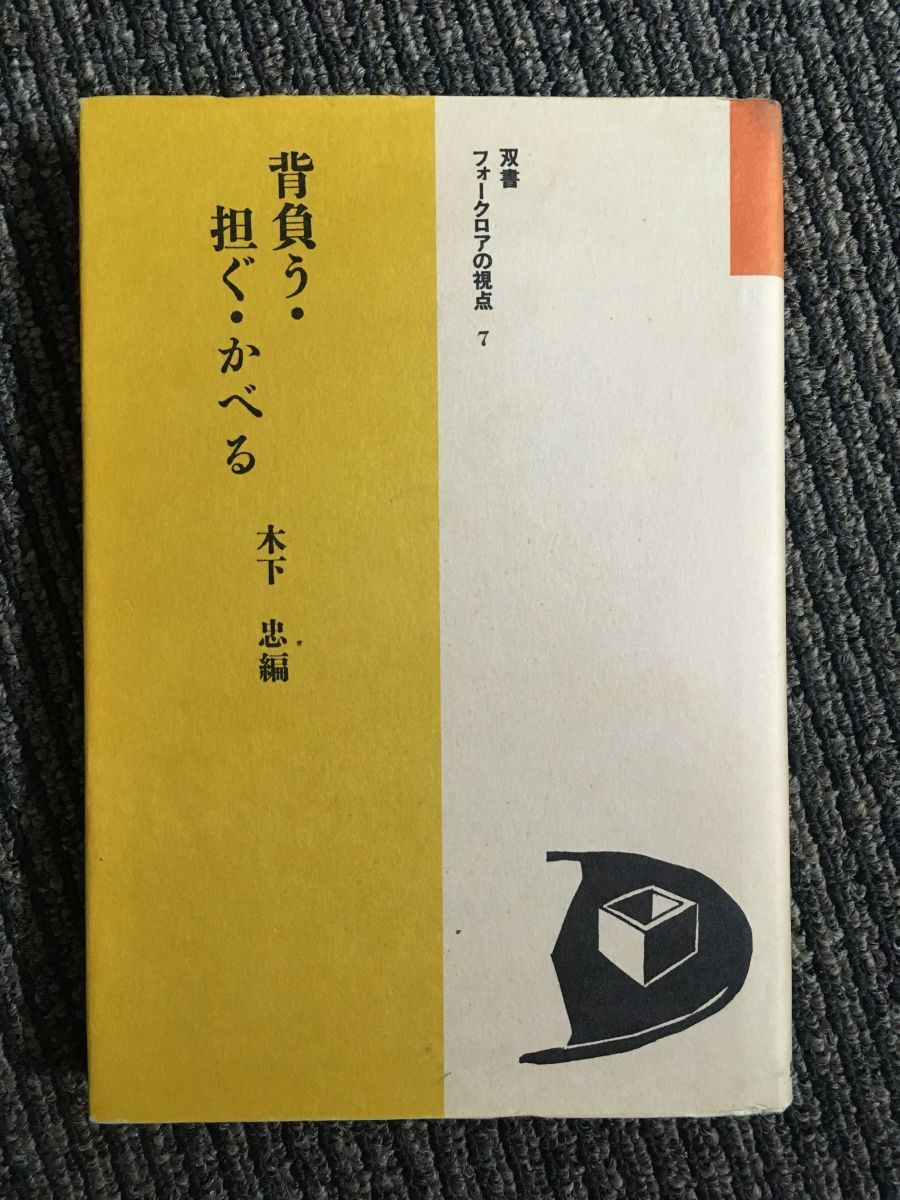 双書
フォークロアの視点 7
背負う・
担ぐ・かべる
木下 忠編